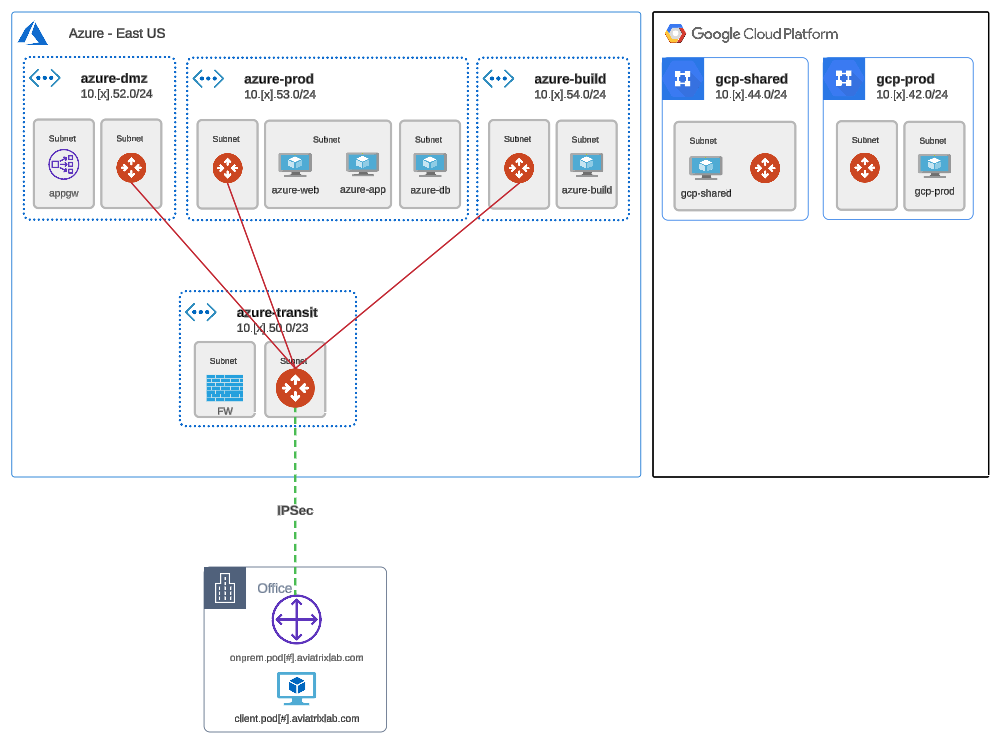 Azure - East US
azure-dmz
10.[x].52.0/24
Subnet
appgw
Subnet
azure-prod
10.[x].53.0/24
Subnet
Subnet
azure-web
azure-app
Subnet
azure-db
azure-build
10.[x].54.0/24
Subnet
Subnet
azure-build
azure-transit
10.[x].50.0/23
Subnet
FW
Subnet
Google Cloud Platform
gcp-shared
10.[x].44.0/24
Subnet
gcp-shared
gcp-prod
10.[x].42.0/24
Subnet
Subnet
gcp-prod
IPSec
Office
onprem.pod[#].aviatrixlab.com
client.pod[#].aviatrixlab.com